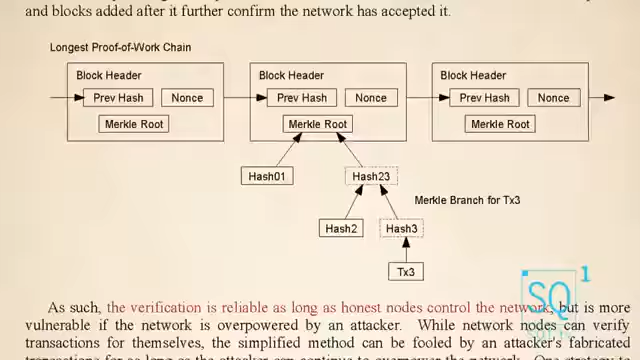 and blocks added after it further confirm the network has accepted it.
Longest Proof-of-Work Chain
Block Header
Block Header
Block Header
Prev Hash
Nonce
Prev Hash
Nonce
Prev Hash
Nonce
Merkle Root
Merkle Root
Merkle Root
Hash01
Hash23
Merkle Branch for Tx3
Hash2
Hash3
Tx3
SQ1
As such, the verification is reliable as long as honest nodes control the network, but is more
vulnerable if the network is overpowered by an attacker. While network nodes can verify
transactions for themselves, the simplified method can be fooled by an attacker's fabricated